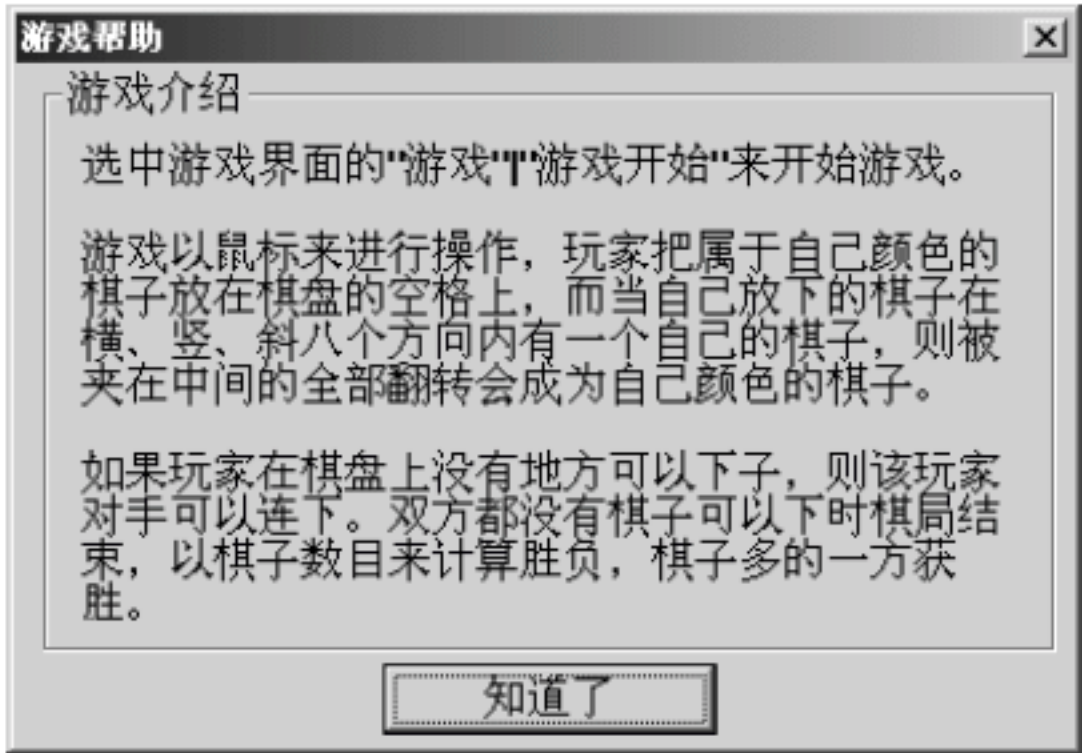 游戏帮助
游戏介绍
选中游戏界面的"游戏"|"游戏开始"来开始游戏。
游戏以鼠标来进行操作，玩家把属于自己颜色的
棋子放在棋盘的空格上，而当自己放下的棋子在
横、竖、斜八个方向内有一个自己的棋子，则被
夹在中间的全部翻转会成为自己颜色的棋子。
如果玩家在棋盘上没有地方可以下子，则该玩家
对手可以连下。双方都没有棋子可以下时棋局结
束，以棋子数目来计算胜负，棋子多的一方获
胜。
知道了